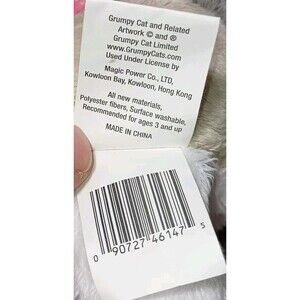 Grumpy Cat and Related
Artwork © and ®
Grumpy Cat Limited
www.GrumpyCats.com
Used Under License by
Magic Power Co., LTD,
Kowloon Bay, Kowloon, Hong Kong
All new materials,
Polyester fibers, Surface washable,
Recommended for ages 3 and up
MADE IN CHINA
0 90727 46147 5